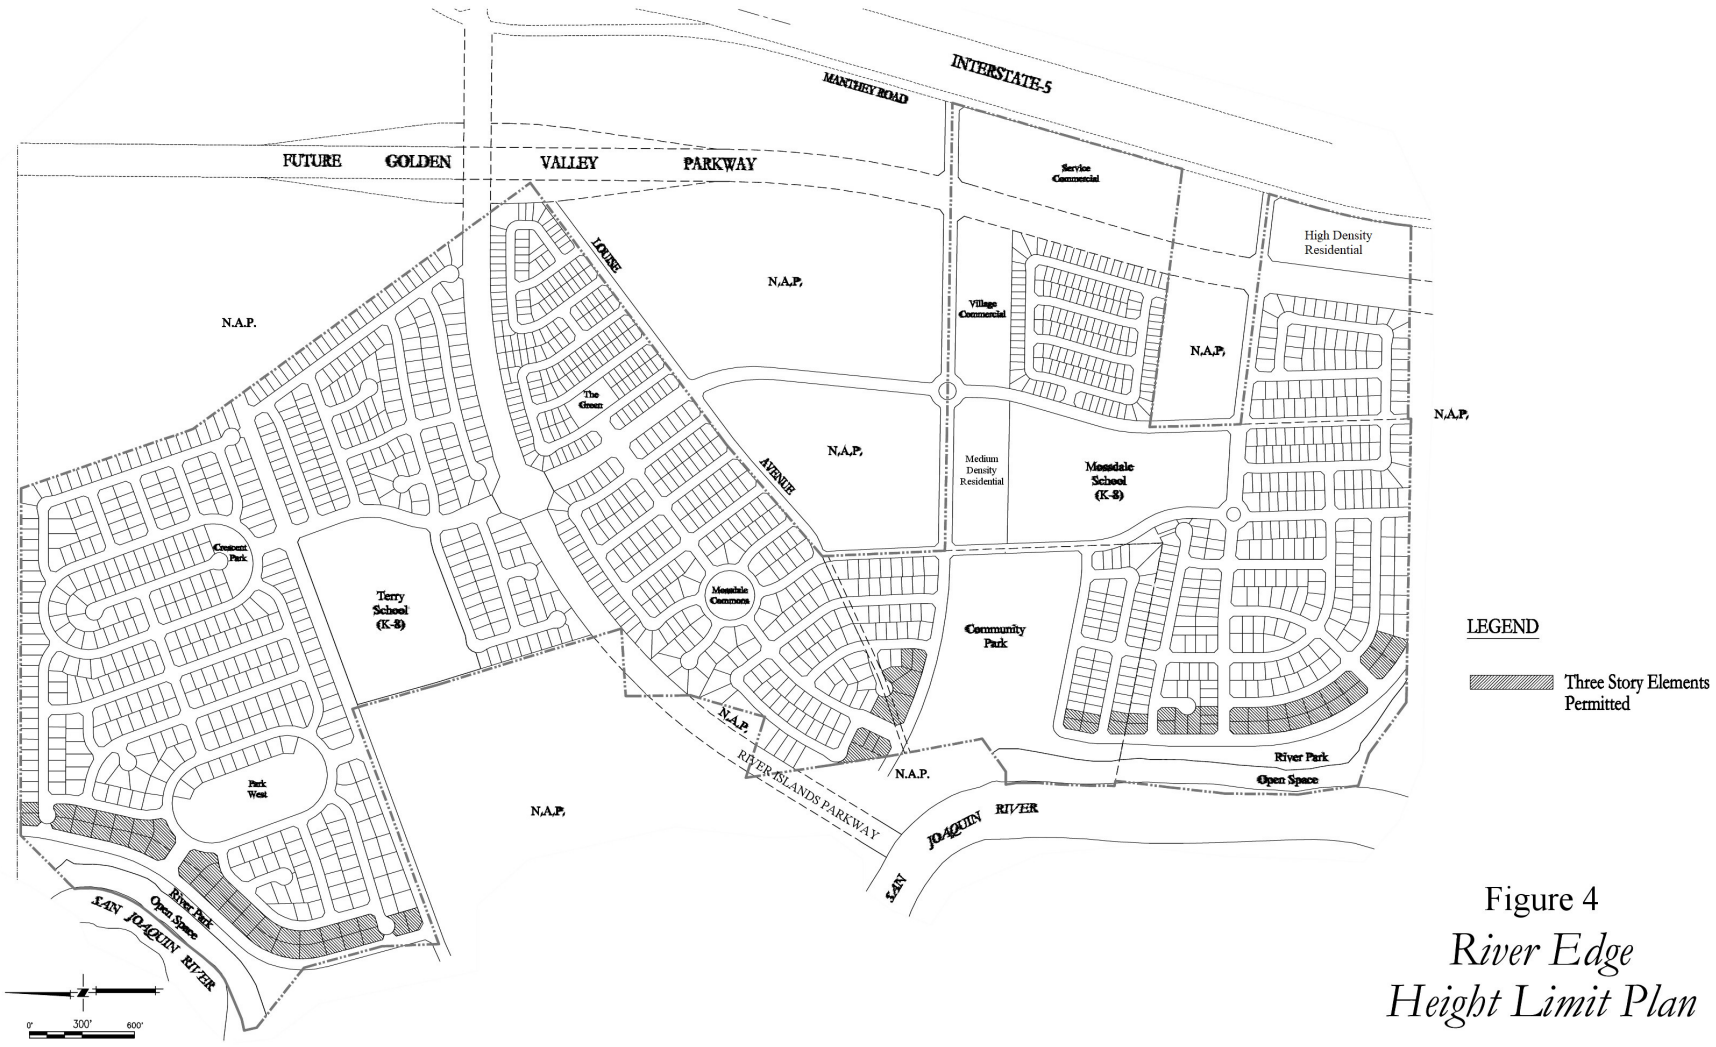 INTERSTATE-5
MANTHEY ROAD
FUTURE GOLDEN VALLEY PARKWAY
Service
Commercial
High Density
Residential
LOUISE
N.A.P.
N.A.P.
Village
Commercial
N.A.P.
N.A.P.
The
Green
N.A.P.
AVENUE
Medium
Density
Residential
Mossdale
School
(K-8)
Crescent
Park
Terry
School
(K-8)
Mossdale
Commons
Community
Park
LEGEND
Three Story Elements
Permitted
N.A.P.
RIVER ISLANDS PARKWAY
N.A.P.
River Park
Open Space
Park
West
N.A.P.
SAN JOAQUIN RIVER
River Park
Open Space
SAN JOAQUIN RIVER
Z
0' 300' 600'
Figure 4
River Edge
Height Limit Plan